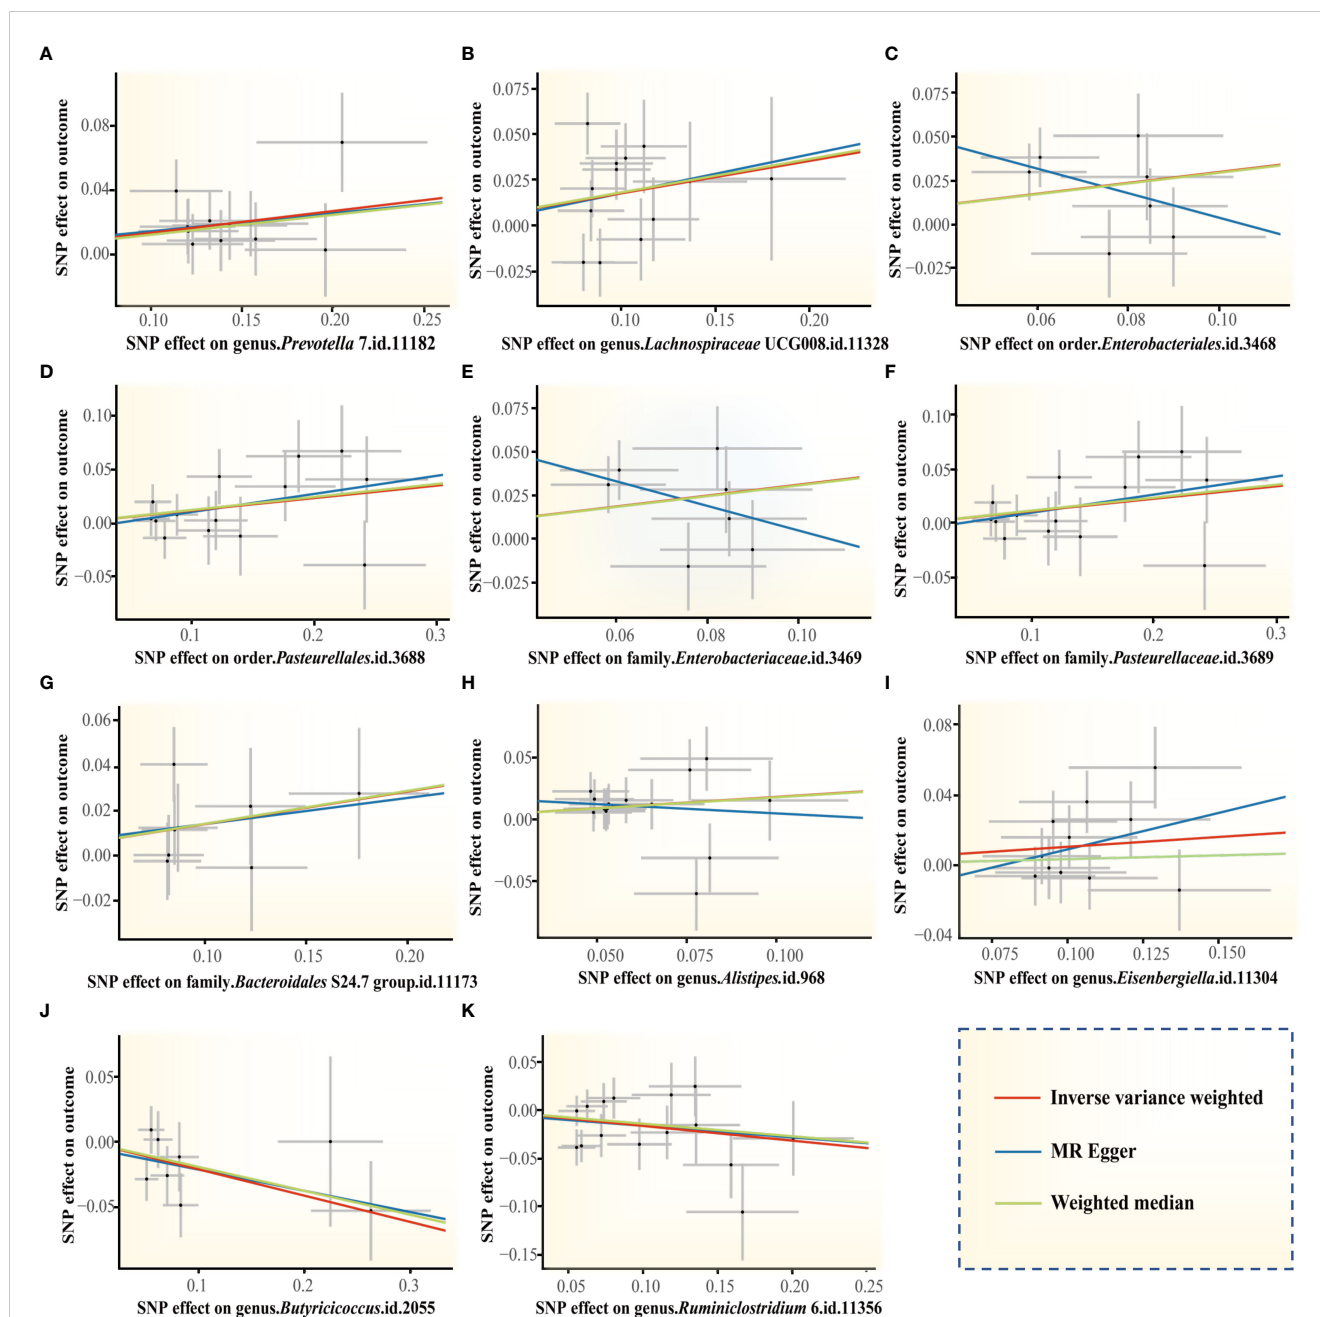 A
SNP effect on outcome
0.08
0.04
0.00
0.10 0.15 0.20 0.25
SNP effect on genus.Prevotella 7.id.11182
B
SNP effect on outcome
0.075
0.050
0.025
0.000
−0.025
0.10 0.15 0.20
SNP effect on genus.Lachnospiraceae UCG008.id.11328
C
SNP effect on outcome
0.075
0.050
0.025
0.000
−0.025
0.06 0.08 0.10
SNP effect on order.Enterobacteriales.id.3468
D
SNP effect on outcome
0.10
0.05
0.00
−0.05
0.1 0.2 0.3
SNP effect on order.Pasteurellales.id.3688
E
SNP effect on outcome
0.075
0.050
0.025
0.000
−0.025
0.06 0.08 0.10
SNP effect on family.Enterobacteriaceae.id.3469
F
SNP effect on outcome
0.10
0.05
0.00
−0.05
0.1 0.2 0.3
SNP effect on family.Pasteurellaceae.id.3689
G
SNP effect on outcome
0.06
0.04
0.02
0.00
−0.02
0.10 0.15 0.20
SNP effect on family.Bacteroidales S24.7 group.id.11173
H
SNP effect on outcome
0.05
0.00
−0.05
0.050 0.075 0.100
SNP effect on genus.Alistipes.id.968
I
SNP effect on outcome
0.08
0.04
0.00
−0.04
0.075 0.100 0.125 0.150
SNP effect on genus.Eisenbergiella.id.11304
J
SNP effect on outcome
0.05
0.00
−0.05
0.1 0.3
SNP effect on genus.Butyricicoccus.id.2055
K
SNP effect on outcome
0.05
0.00
−0.05
−0.10
−0.15
0.05 0.10 0.15 0.20 0.25
SNP effect on genus.Ruminiclostridium 6.id.11356
Inverse variance weighted
MR Egger
Weighted median